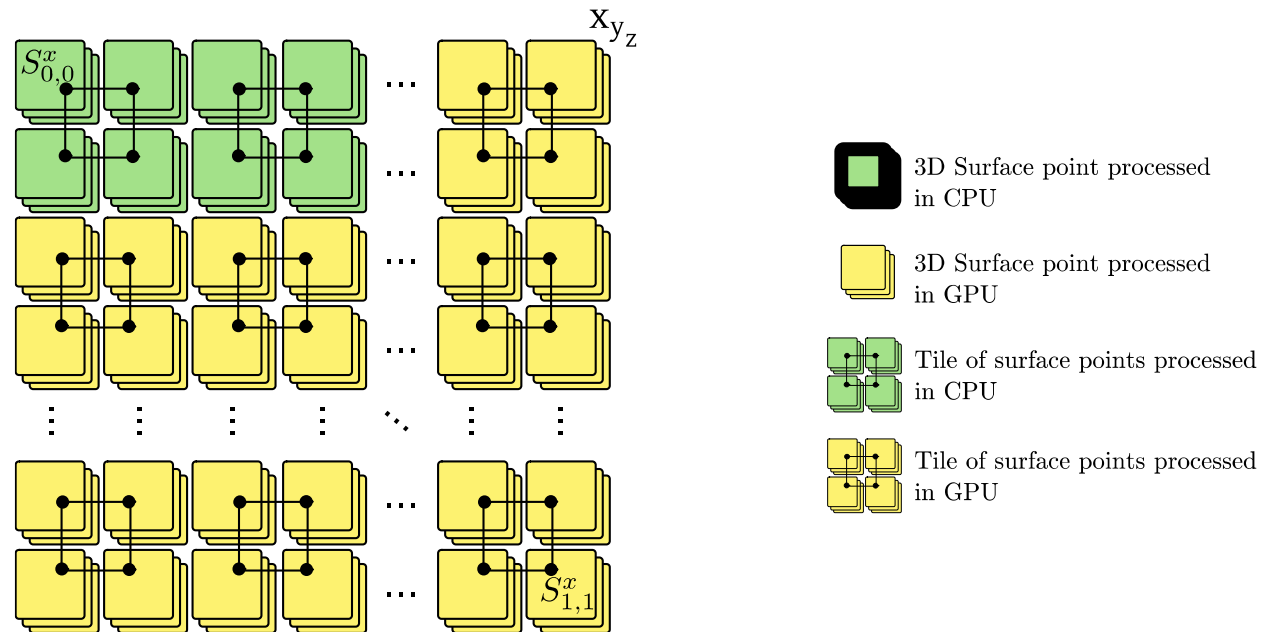 x_{y_z}
S^x_{0,0}
...
...
...
...
...
...
S^x_{1,1}
3D Surface point processed
in CPU
3D Surface point processed
in GPU
Tile of surface points processed
in CPU
Tile of surface points processed
in GPU